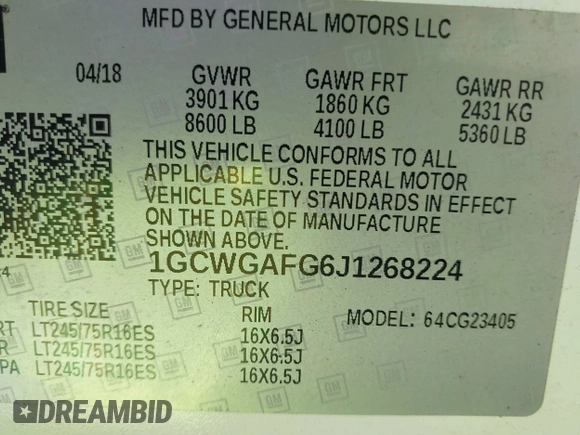 MFD BY GENERAL MOTORS LLC
04/18 GVWR GAWR FRT GAWR RR
3901 KG 1860 KG 2431 KG
8600 LB 4100 LB 5360 LB
THIS VEHICLE CONFORMS TO ALL
APPLICABLE U.S. FEDERAL MOTOR
VEHICLE SAFETY STANDARDS IN EFFECT
ON THE DATE OF MANUFACTURE
SHOWN ABOVE.
1GCWGAFG6J1268224
TYPE: TRUCK
TIRE SIZE RIM MODEL: 64CG23405
RT LT245/75R16ES 16X6.5J
R LT245/75R16ES 16X6.5J
PA LT245/75R16ES 16X6.5J
DREAMBID